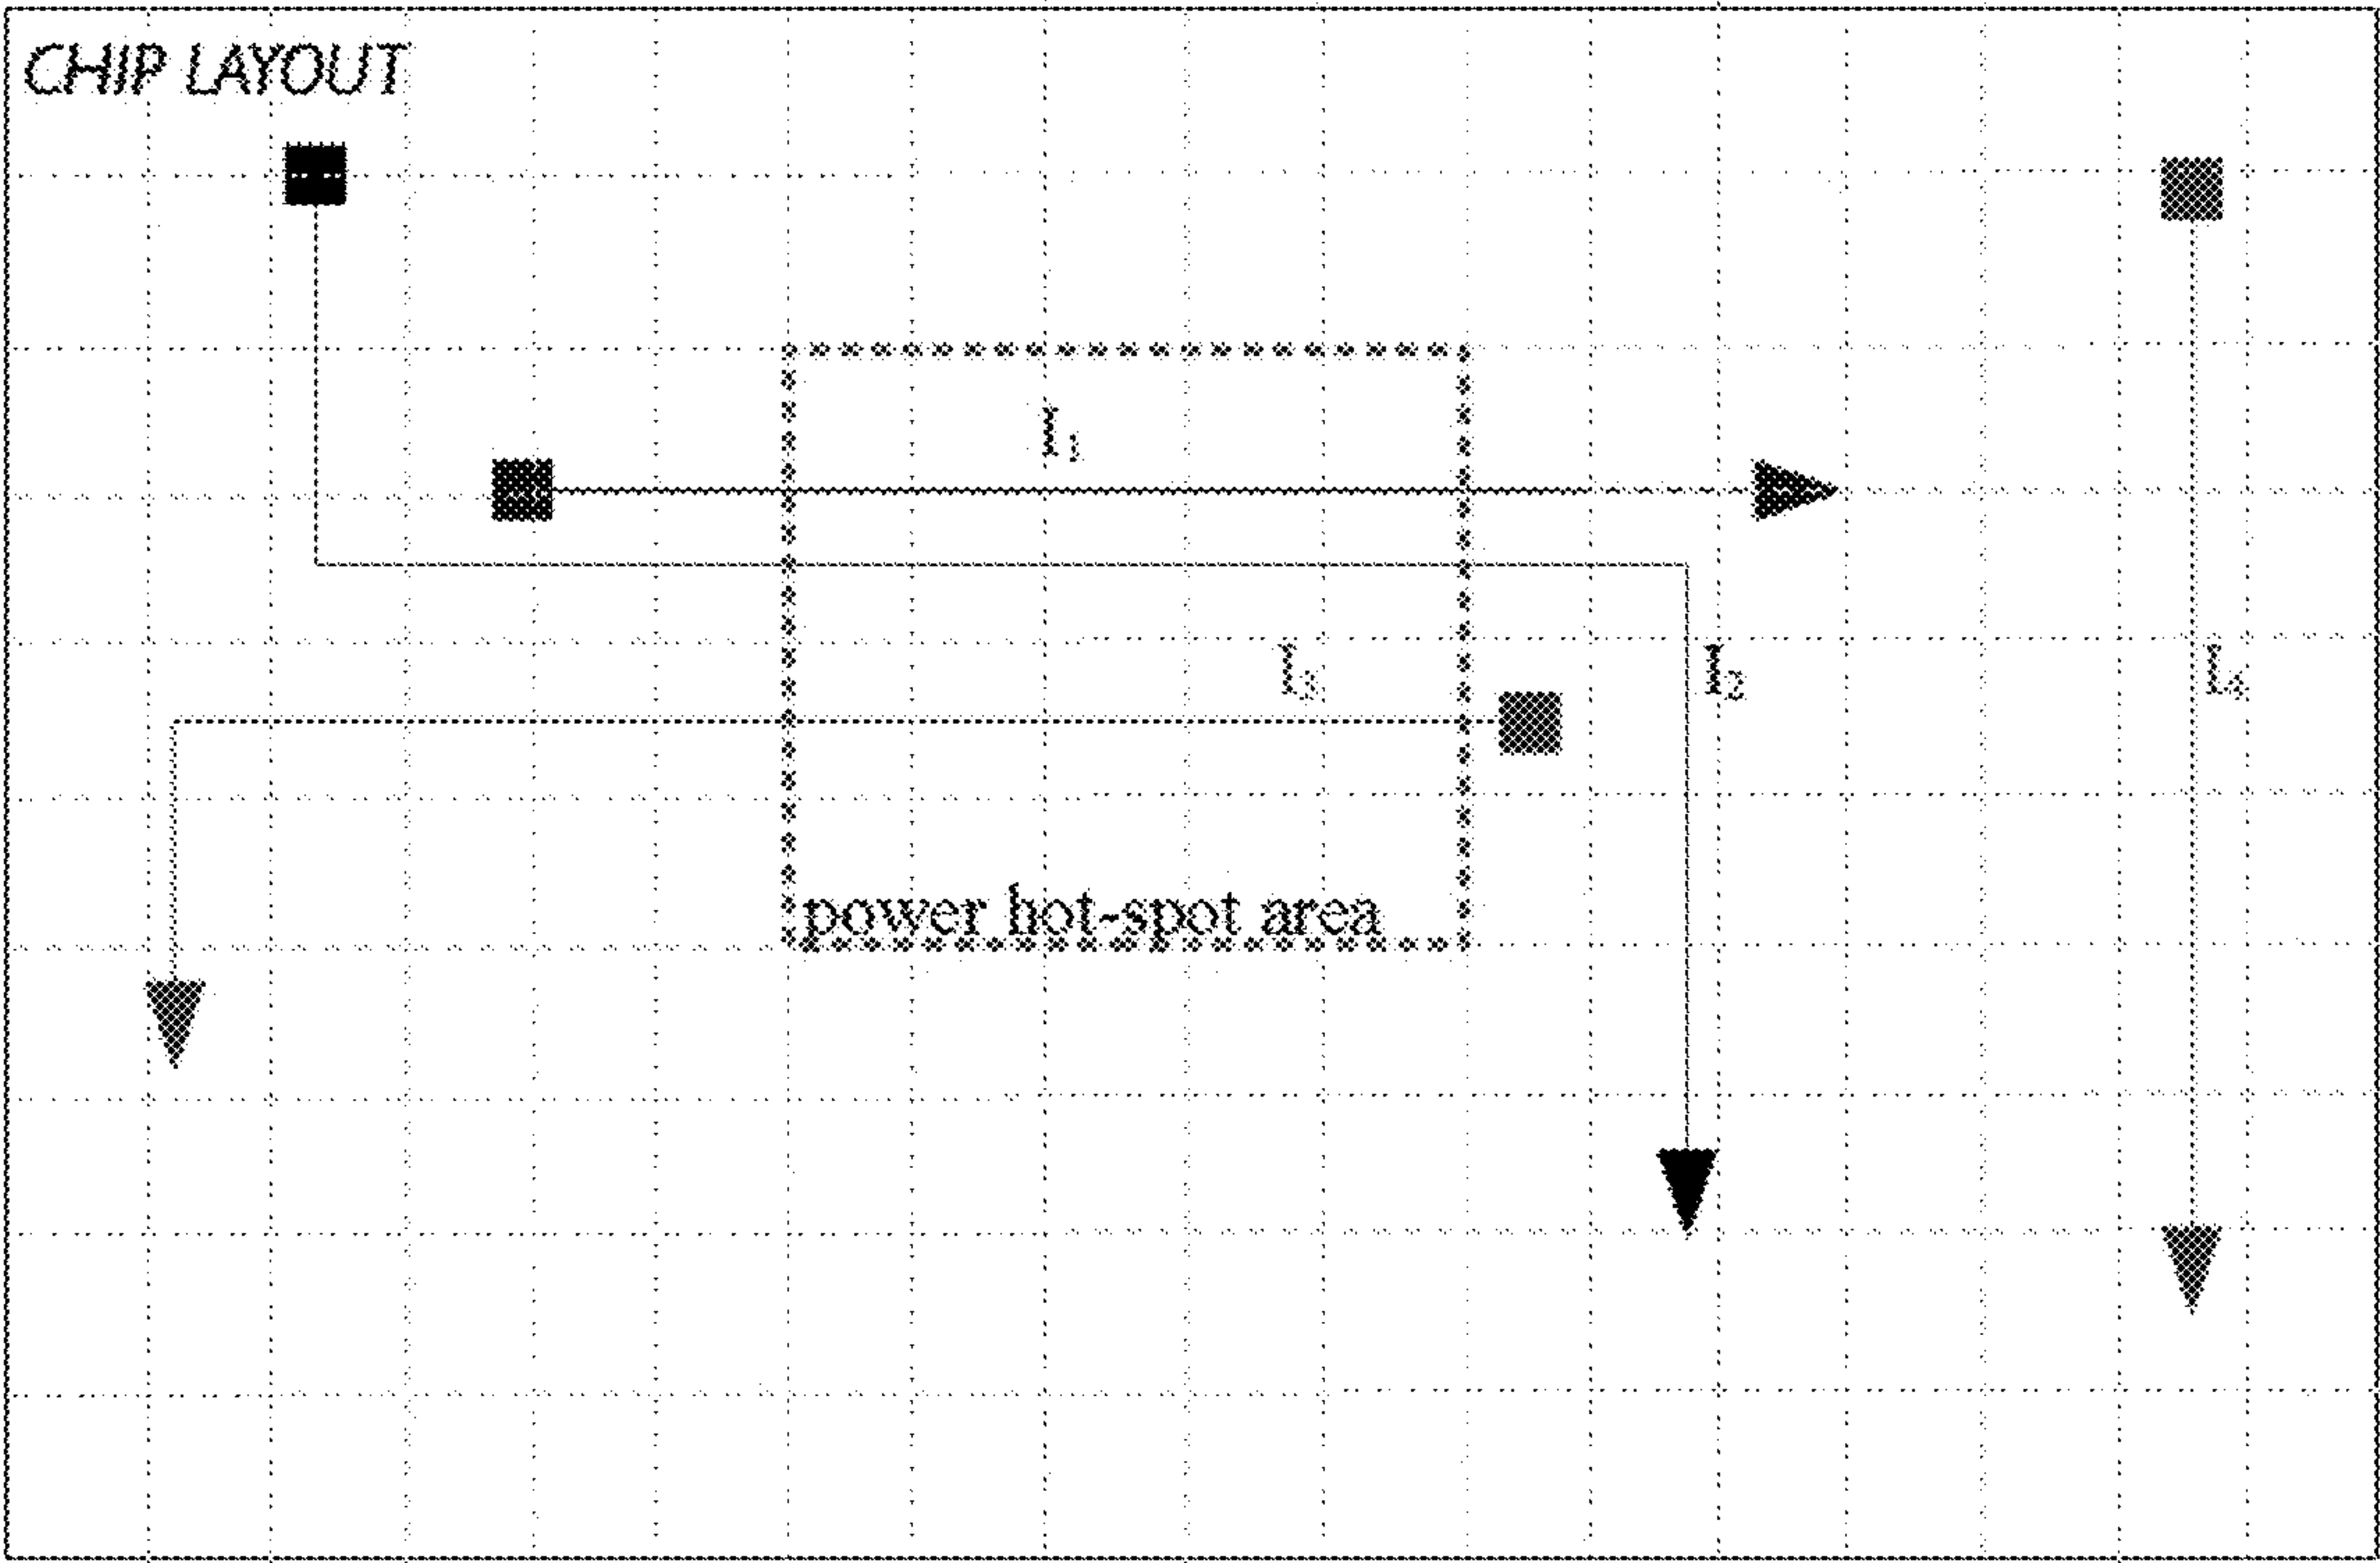 CHIP LAYOUT
I₁
I₃
I₂
I₄
power hot-spot area